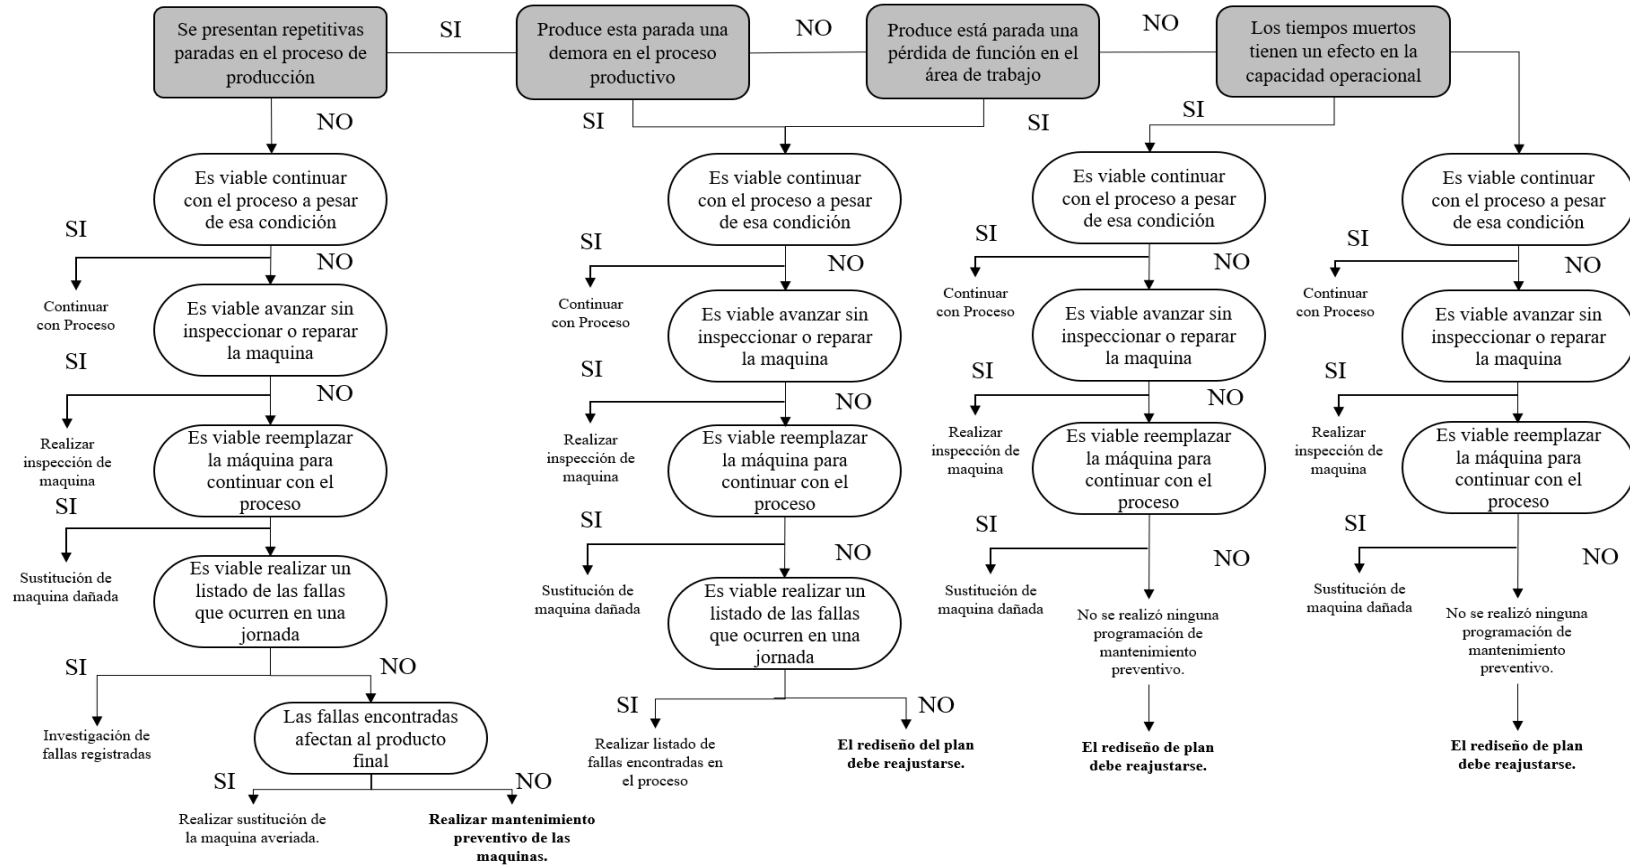 Se presentan repetitivas
paradas en el proceso de
producción
SI
Produce esta parada una
demora en el proceso
productivo
NO
Produce está parada una
pérdida de función en el
área de trabajo
NO
Los tiempos muertos
tienen un efecto en la
capacidad operacional
NO
SI
SI
SI
Es viable continuar
con el proceso a pesar
de esa condición
SI
NO
Continuar
con Proceso
Es viable avanzar sin
inspeccionar o reparar
la maquina
SI
NO
Realizar
inspección de
maquina
Es viable reemplazar
la máquina para
continuar con el
proceso
SI
Sustitución de
maquina dañada
Es viable realizar un
listado de las fallas
que ocurren en una
jornada
SI
NO
Investigación de
fallas registradas
Las fallas encontradas
afectan al producto
final
SI
NO
Realizar sustitución de
la maquina averiada.
Realizar mantenimiento
preventivo de las
maquinas.
Es viable continuar
con el proceso a pesar
de esa condición
SI
NO
Continuar
con Proceso
Es viable avanzar sin
inspeccionar o reparar
la maquina
SI
NO
Realizar
inspección de
maquina
Es viable reemplazar
la máquina para
continuar con el
proceso
SI
NO
Sustitución de
maquina dañada
Es viable realizar un
listado de las fallas
que ocurren en una
jornada
SI
NO
Realizar listado de
fallas encontradas en
el proceso
El rediseño del plan
debe reajustarse.
Es viable continuar
con el proceso a pesar
de esa condición
SI
NO
Continuar
con Proceso
Es viable avanzar sin
inspeccionar o reparar
la maquina
SI
NO
Realizar
inspección de
maquina
Es viable reemplazar
la máquina para
continuar con el
proceso
SI
NO
Sustitución de
maquina dañada
No se realizó ninguna
programación de
mantenimiento
preventivo.
El rediseño de plan
debe reajustarse.
Es viable continuar
con el proceso a pesar
de esa condición
SI
NO
Continuar
con Proceso
Es viable avanzar sin
inspeccionar o reparar
la maquina
SI
NO
Realizar
inspección de
maquina
Es viable reemplazar
la máquina para
continuar con el
proceso
SI
NO
Sustitución de
maquina dañada
No se realizó ninguna
programación de
mantenimiento
preventivo.
El rediseño de plan
debe reajustarse.